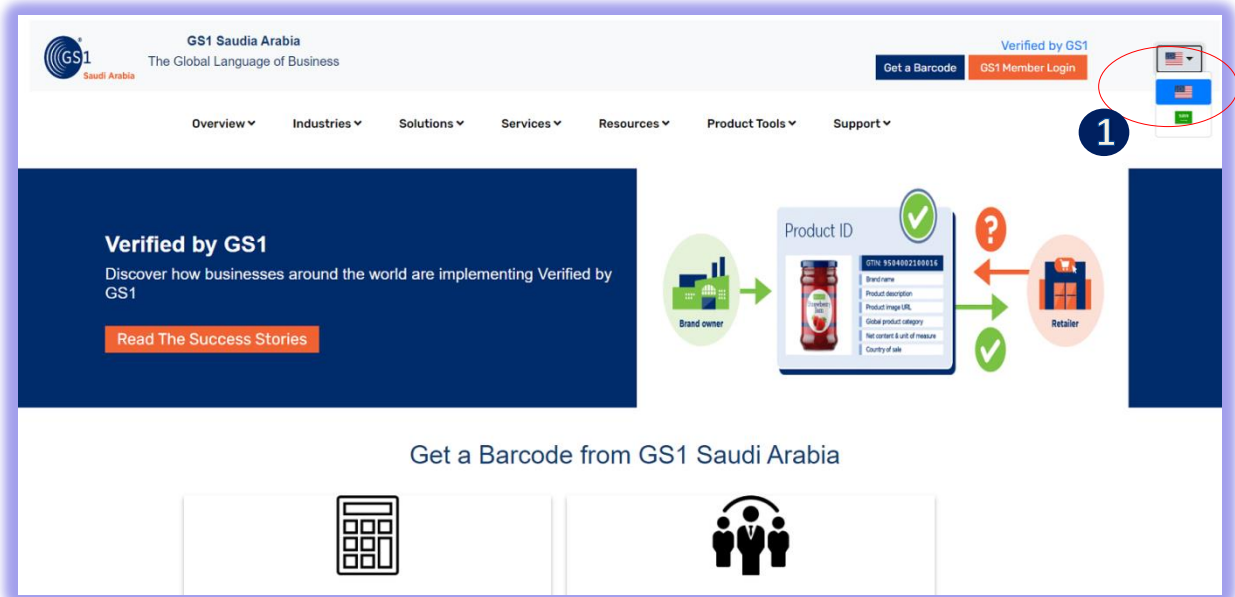 GS1
Saudi Arabia
GS1 Saudia Arabia
The Global Language of Business
Verified by GS1
Get a Barcode
GS1 Member Login
Overview
Industries
Solutions
Services
Resources
Product Tools
Support
1
Verified by GS1
Discover how businesses around the world are implementing Verified by
GS1
Read The Success Stories
Brand owner
Product ID
GTIN: 9504002100016
Brand name
Product description
Product image URL
Global product category
Net content & unit of measure
Country of sale
?
Retailer
Get a Barcode from GS1 Saudi Arabia